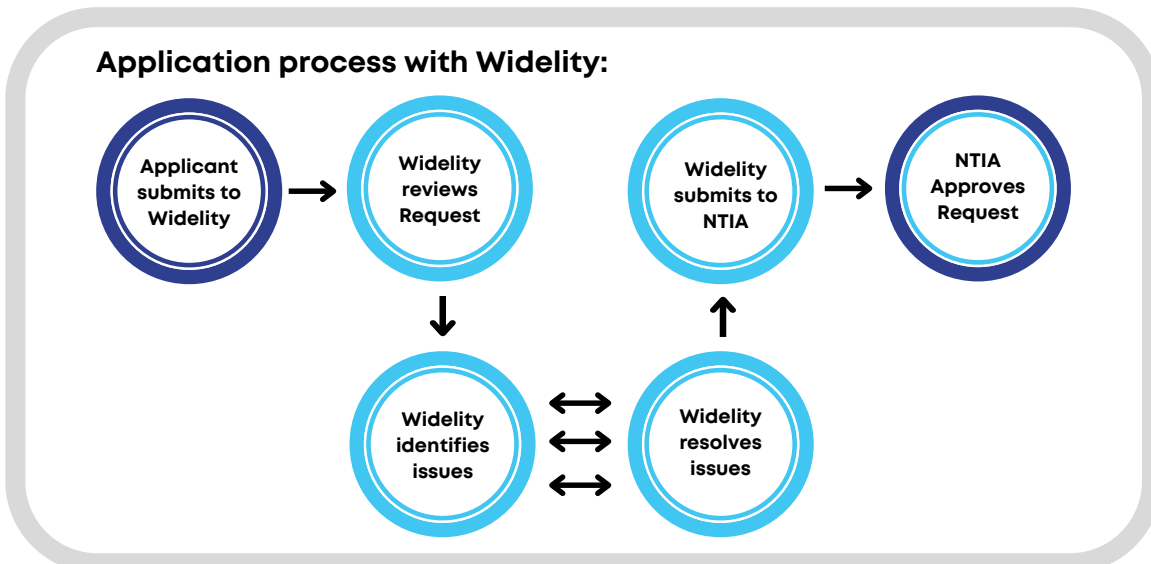 Application process with Widelity:
Applicant
submits to
Widelity
Widelity
reviews
Request
Widelity
submits to
NTIA
NTIA
Approves
Request
Widelity
identifies
issues
Widelity
resolves
issues